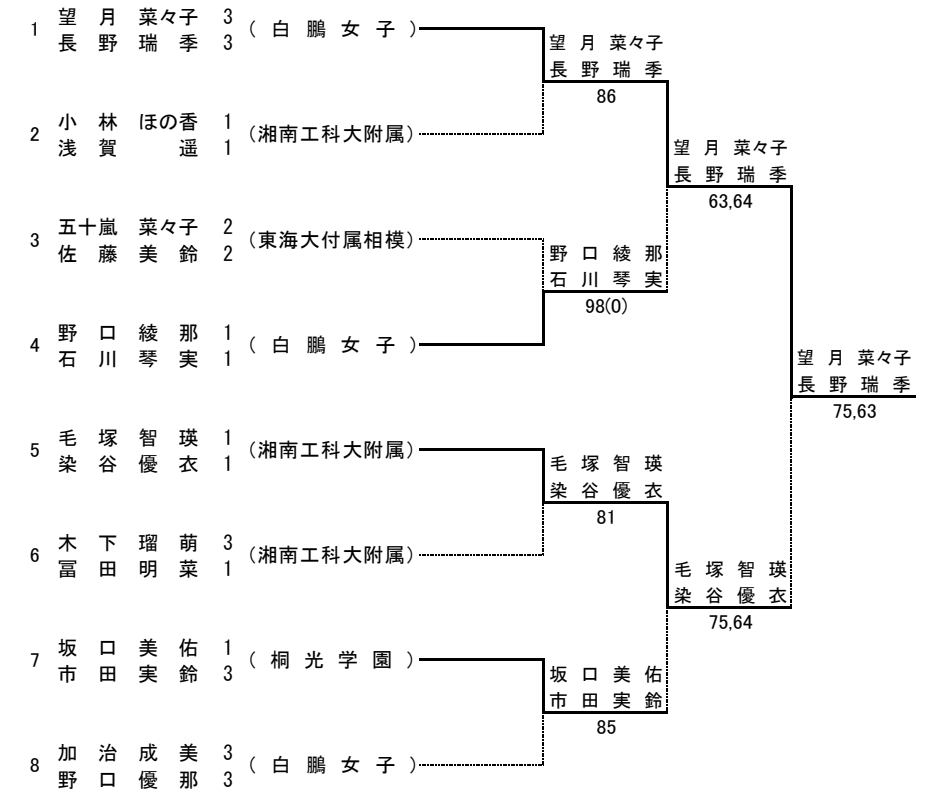 1 望月 菜々子 3 (白鵬女子)
長野 瑞季 3
望月 菜々子
長野 瑞季
86
2 小林 ほの香 1 (湘南工科大附属)
浅賀 遥 1
望月 菜々子
長野 瑞季
63,64
3 五十嵐 菜々子 2 (東海大付属相模)
佐藤 美鈴 2
野口 綾那
石川 琴実
98(0)
4 野口 綾那 1 (白鵬女子)
石川 琴実 1
望月 菜々子
長野 瑞季
75,63
5 毛塚 智瑛 1 (湘南工科大附属)
染谷 優衣 1
毛塚 智瑛
染谷 優衣
81
6 木下 瑠萌 3 (湘南工科大附属)
冨田 明菜 1
毛塚 智瑛
染谷 優衣
75,64
7 坂口 美佑 1 (桐光学園)
市田 実鈴 3
坂口 美佑
市田 実鈴
85
8 加治 成美 3 (白鵬女子)
野口 優那 3